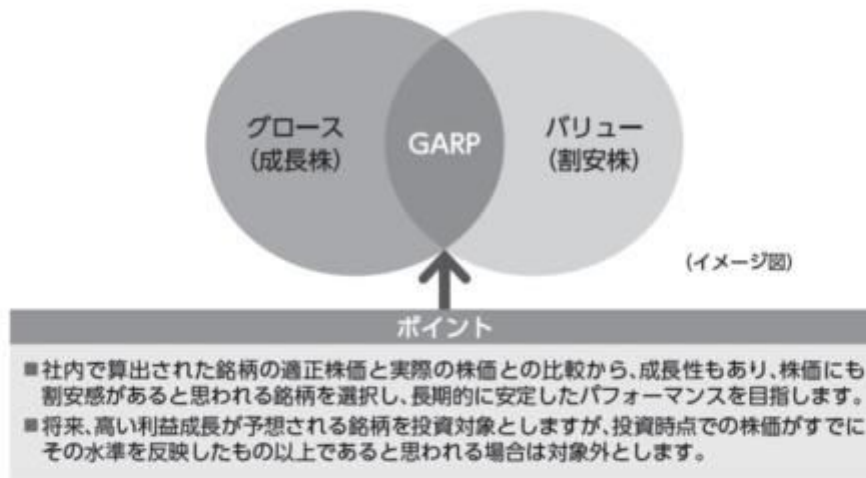 グロース
(成長株)
GARP
バリュー
(割安株)
(イメージ図)
ポイント
■社内で算出された銘柄の適正株価と実際の株価との比較から、成長性もあり、株価にも
割安感があると思われる銘柄を選択し、長期的に安定したパフォーマンスを目指します。
■将来、高い利益成長が予想される銘柄を投資対象としますが、投資時点での株価がすでに
その水準を反映したもの以上であると思われる場合は対象外とします。